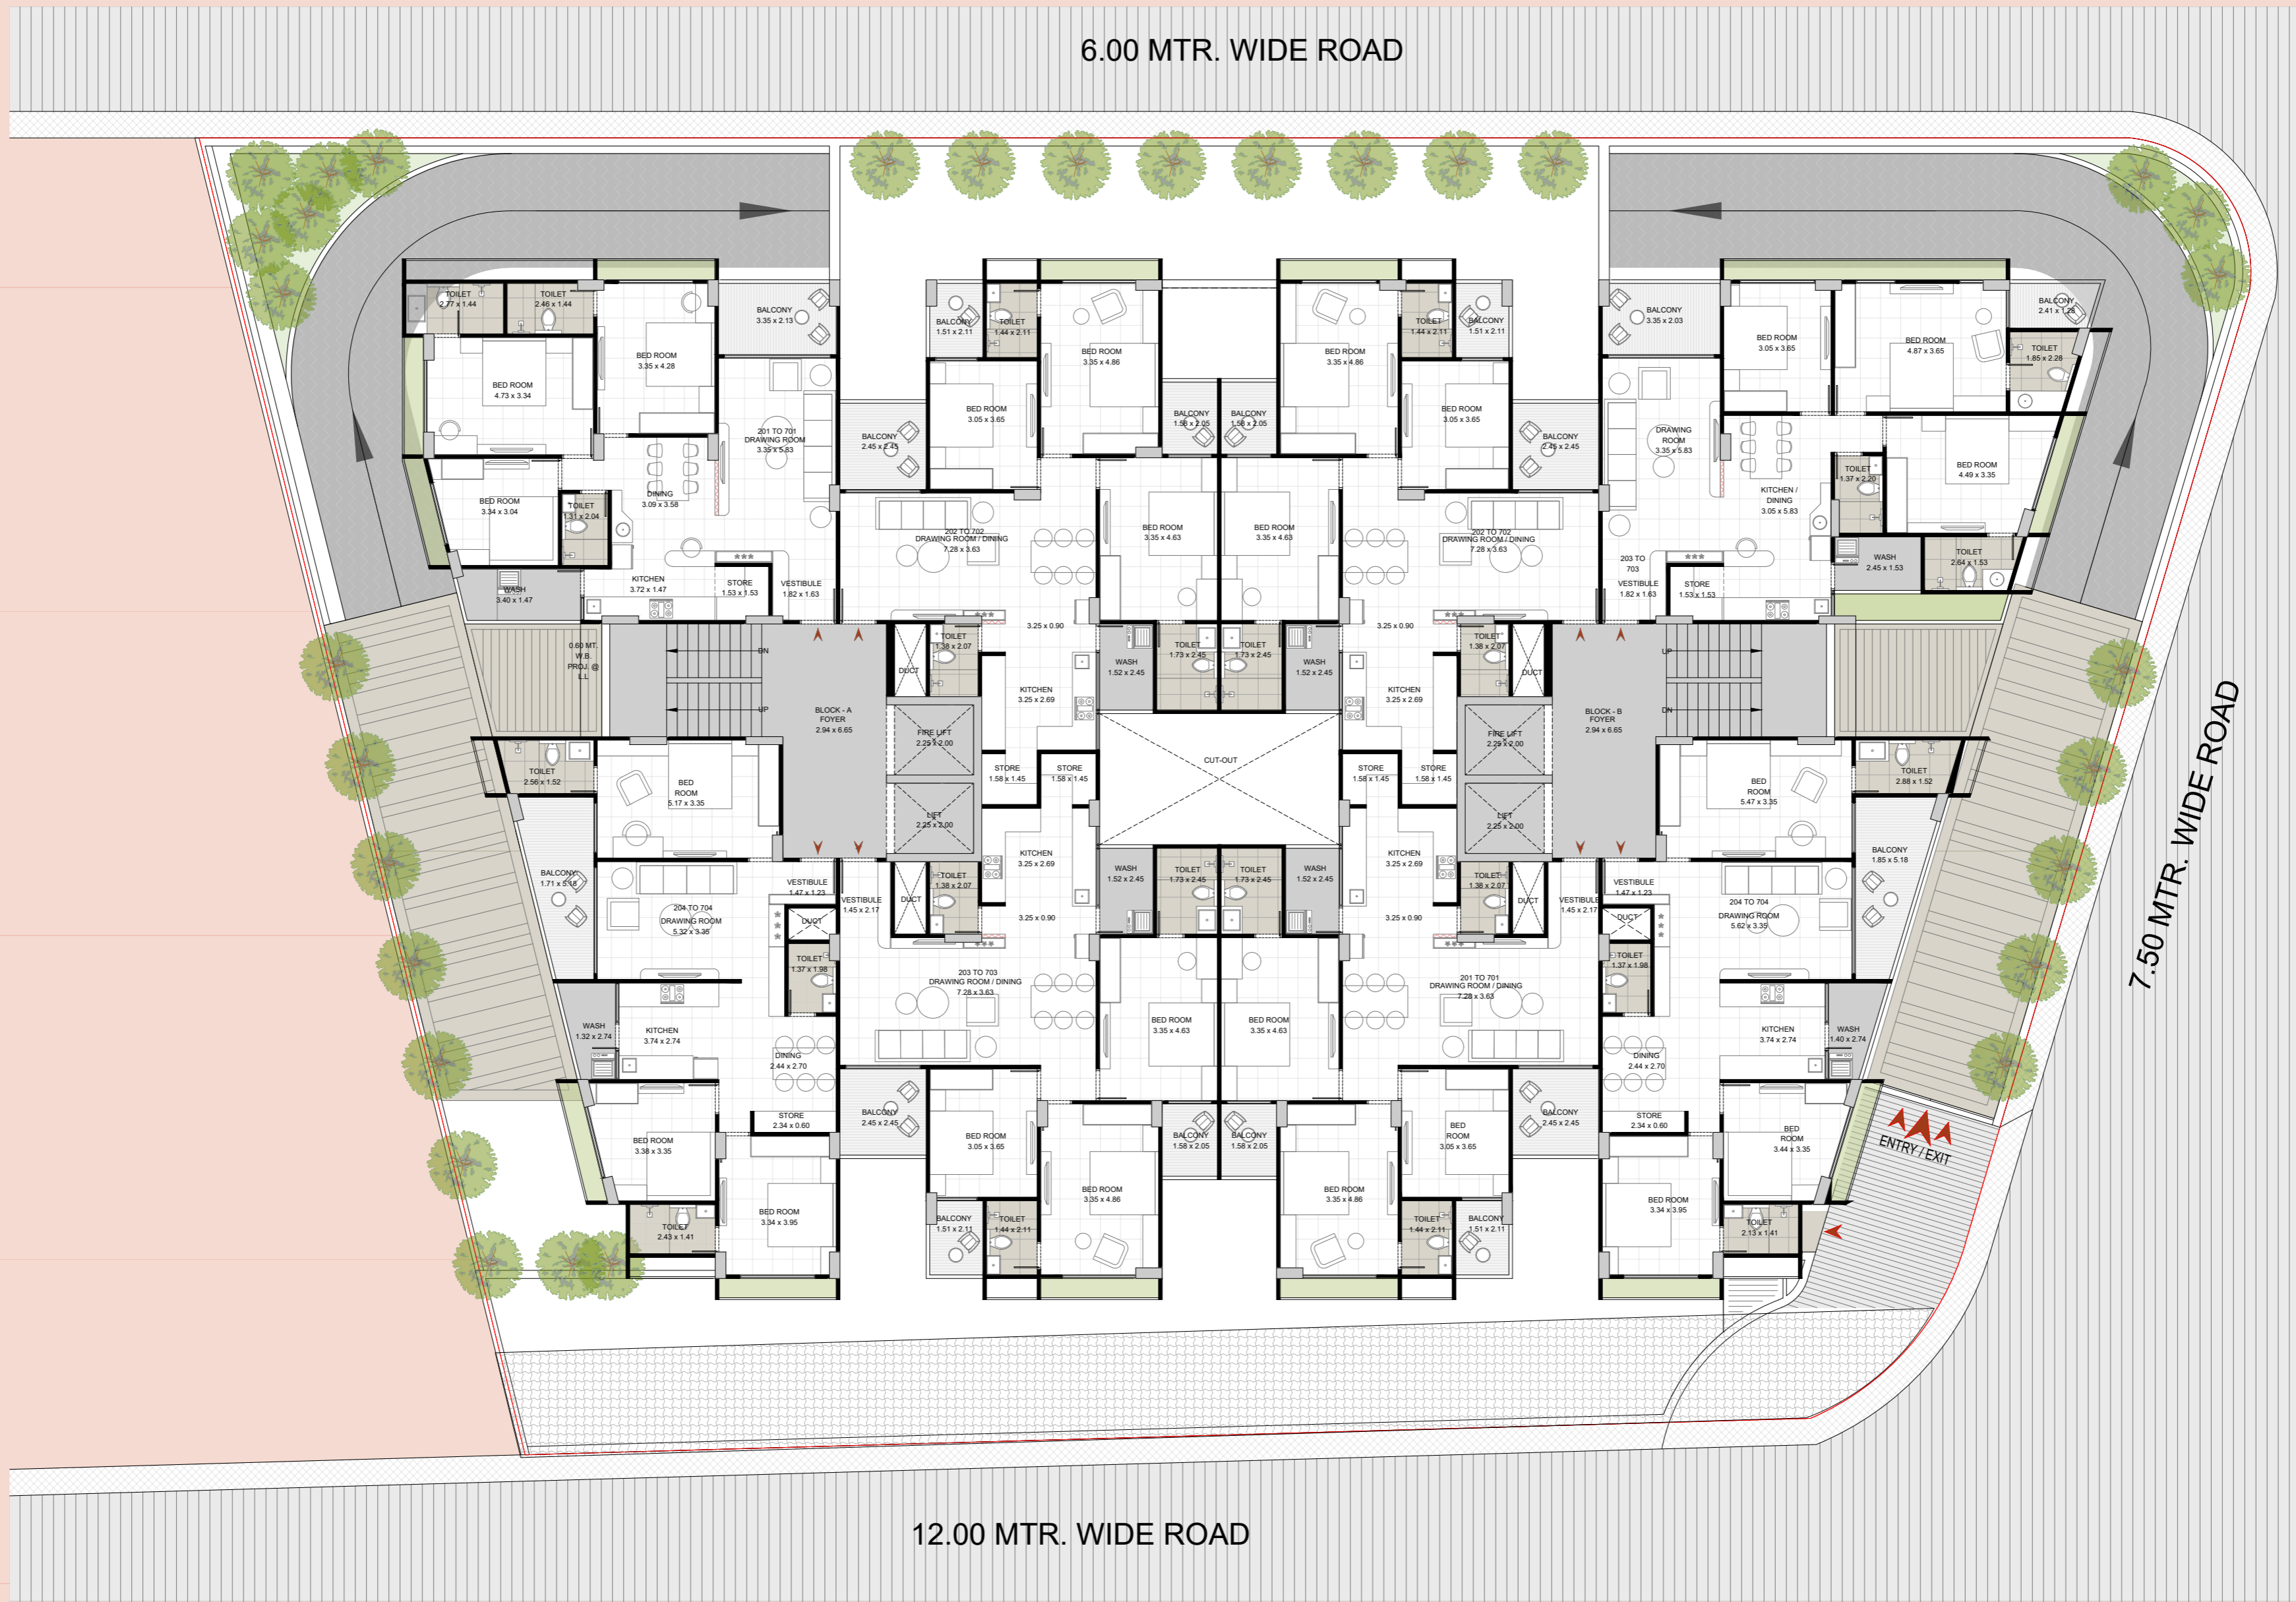 6.00 MTR. WIDE ROAD
TOILET
2.77 x 1.44
TOILET
2.46 x 1.44
BED ROOM
4.73 x 3.34
BED ROOM
3.35 x 4.28
BALCONY
3.35 x 2.13
201 TO 701
DRAWING ROOM
3.35 x 5.83
BED ROOM
3.34 x 3.04
TOILET
1.31 x 2.04
DINING
3.09 x 3.58
WASH
3.40 x 1.47
KITCHEN
3.72 x 1.47
STORE
1.53 x 1.53
VESTIBULE
1.82 x 1.63
BALCONY
2.45 x 2.45
BALCONY
1.51 x 2.11
TOILET
1.44 x 2.11
BED ROOM
3.35 x 4.86
BED ROOM
3.05 x 3.65
BALCONY
1.58 x 2.05
202 TO 702
DRAWING ROOM / DINING
7.28 x 3.63
BED ROOM
3.35 x 4.63
3.25 x 0.90
TOILET
1.38 x 2.07
DUCT
KITCHEN
3.25 x 2.69
WASH
1.52 x 2.45
TOILET
1.73 x 2.45
STORE
1.58 x 1.45
BALCONY
1.58 x 2.05
BED ROOM
3.35 x 4.86
TOILET
1.44 x 2.11
BALCONY
1.51 x 2.11
BED ROOM
3.05 x 3.65
BALCONY
2.45 x 2.45
BED ROOM
3.35 x 4.63
202 TO 702
DRAWING ROOM / DINING
7.28 x 3.63
3.25 x 0.90
TOILET
1.73 x 2.45
WASH
1.52 x 2.45
KITCHEN
3.25 x 2.69
TOILET
1.38 x 2.07
DUCT
STORE
1.58 x 1.45
BALCONY
3.35 x 2.03
BED ROOM
3.05 x 3.65
BED ROOM
4.87 x 3.65
BALCONY
2.41 x 1.28
TOILET
1.85 x 2.28
DRAWING
ROOM
3.35 x 5.83
BED ROOM
4.49 x 3.35
TOILET
1.37 x 2.20
KITCHEN /
DINING
3.05 x 5.83
203 TO
703
VESTIBULE
1.82 x 1.63
STORE
1.53 x 1.53
WASH
2.45 x 1.53
TOILET
2.64 x 1.53
0.60 MT.
W.B.
PROJ. @
L.L
DN
UP
BLOCK - A
FOYER
2.94 x 6.65
FIRE LIFT
2.25 x 2.00
LIFT
2.25 x 2.00
CUT-OUT
FIRE LIFT
2.25 x 2.00
LIFT
2.25 x 2.00
BLOCK - B
FOYER
2.94 x 6.65
UP
DN
7.50 MTR. WIDE ROAD
TOILET
2.56 x 1.52
BED
ROOM
5.17 x 3.35
BALCONY
1.71 x 5.18
204 TO 704
DRAWING ROOM
5.32 x 3.35
VESTIBULE
1.47 x 1.23
DUCT
TOILET
1.37 x 1.98
WASH
1.32 x 2.74
KITCHEN
3.74 x 2.74
DINING
2.44 x 2.70
STORE
2.34 x 0.60
BED ROOM
3.38 x 3.35
TOILET
2.43 x 1.41
BED ROOM
3.34 x 3.95
VESTIBULE
1.45 x 2.17
DUCT
TOILET
1.38 x 2.07
STORE
1.58 x 1.45
KITCHEN
3.25 x 2.69
3.25 x 0.90
WASH
1.52 x 2.45
TOILET
1.73 x 2.45
203 TO 703
DRAWING ROOM / DINING
7.28 x 3.63
BED ROOM
3.35 x 4.63
BALCONY
2.45 x 2.45
BED ROOM
3.05 x 3.65
BALCONY
1.58 x 2.05
BALCONY
1.51 x 2.11
TOILET
1.44 x 2.11
BED ROOM
3.35 x 4.86
STORE
1.58 x 1.45
KITCHEN
3.25 x 2.69
3.25 x 0.90
TOILET
1.73 x 2.45
WASH
1.52 x 2.45
TOILET
1.38 x 2.07
DUCT
VESTIBULE
1.45 x 2.17
201 TO 701
DRAWING ROOM / DINING
7.28 x 3.63
BED ROOM
3.35 x 4.63
BALCONY
1.58 x 2.05
BED
ROOM
3.05 x 3.65
BALCONY
2.45 x 2.45
BED ROOM
3.35 x 4.86
TOILET
1.44 x 2.11
BALCONY
1.51 x 2.11
BED
ROOM
5.47 x 3.35
TOILET
2.88 x 1.52
BALCONY
1.85 x 5.18
VESTIBULE
1.47 x 1.23
DUCT
204 TO 704
DRAWING ROOM
5.62 x 3.35
TOILET
1.37 x 1.98
KITCHEN
3.74 x 2.74
WASH
1.40 x 2.74
DINING
2.44 x 2.70
STORE
2.34 x 0.60
BED
ROOM
3.44 x 3.35
BED ROOM
3.34 x 3.95
TOILET
2.13 x 1.41
ENTRY / EXIT
12.00 MTR. WIDE ROAD